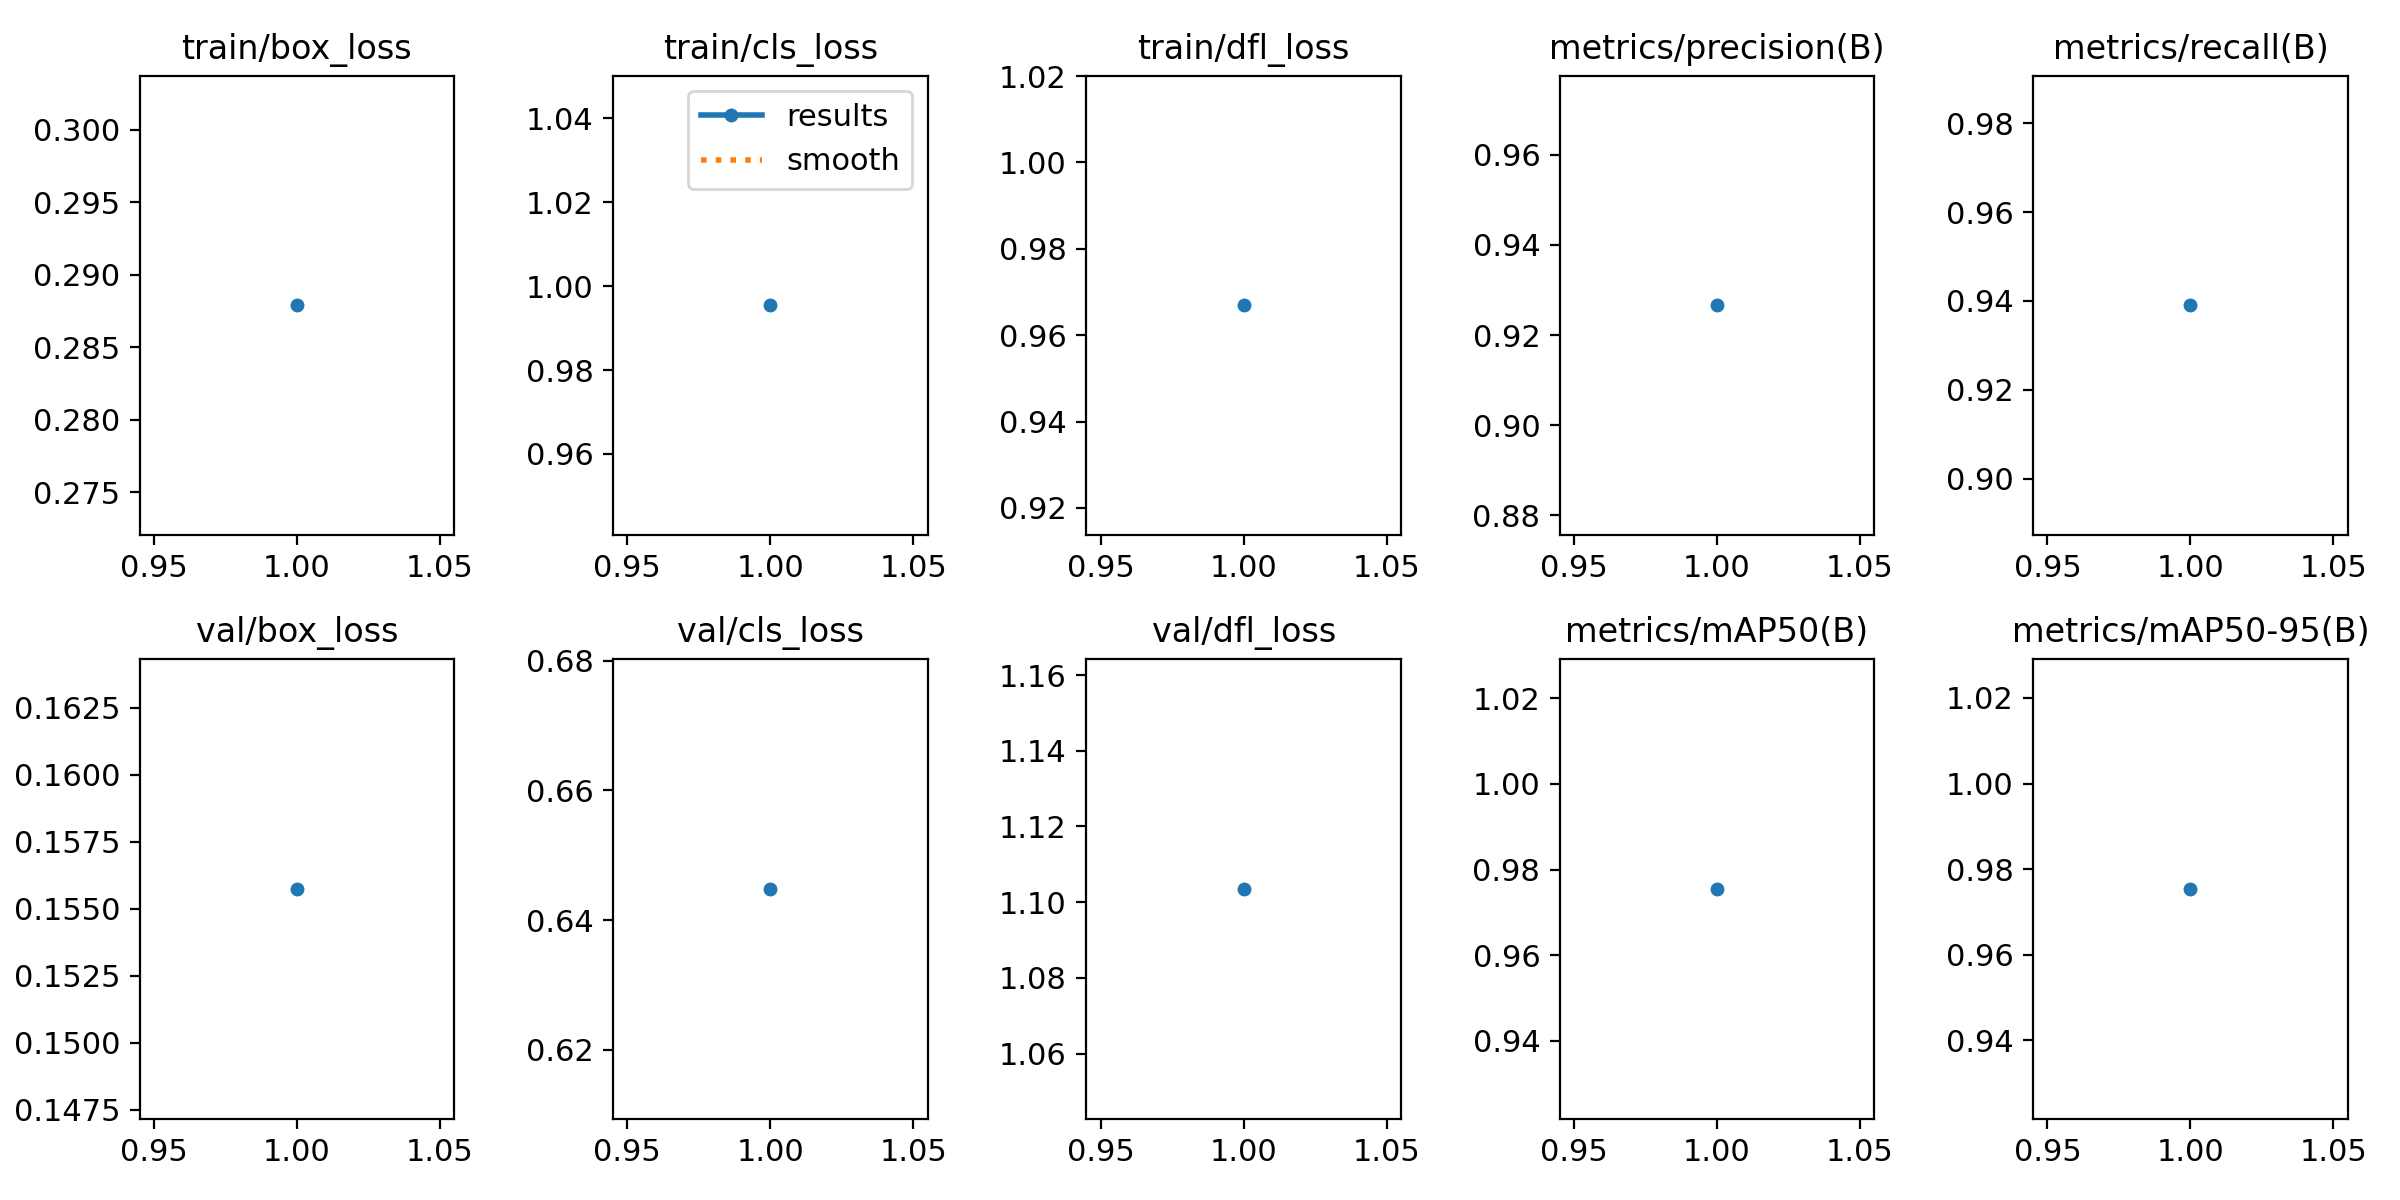 train/box_loss
0.300
0.295
0.290
0.285
0.280
0.275
0.95 1.00 1.05
train/cls_loss
results
smooth
1.04
1.02
1.00
0.98
0.96
0.95 1.00 1.05
train/dfl_loss
1.02
1.00
0.98
0.96
0.94
0.92
0.95 1.00 1.05
metrics/precision(B)
0.96
0.94
0.92
0.90
0.88
0.95 1.00 1.05
metrics/recall(B)
0.98
0.96
0.94
0.92
0.90
0.95 1.00 1.05
val/box_loss
0.1625
0.1600
0.1575
0.1550
0.1525
0.1500
0.1475
0.95 1.00 1.05
val/cls_loss
0.68
0.66
0.64
0.62
0.95 1.00 1.05
val/dfl_loss
1.16
1.14
1.12
1.10
1.08
1.06
0.95 1.00 1.05
metrics/mAP50(B)
1.02
1.00
0.98
0.96
0.94
0.95 1.00 1.05
metrics/mAP50-95(B)
1.02
1.00
0.98
0.96
0.94
0.95 1.00 1.05